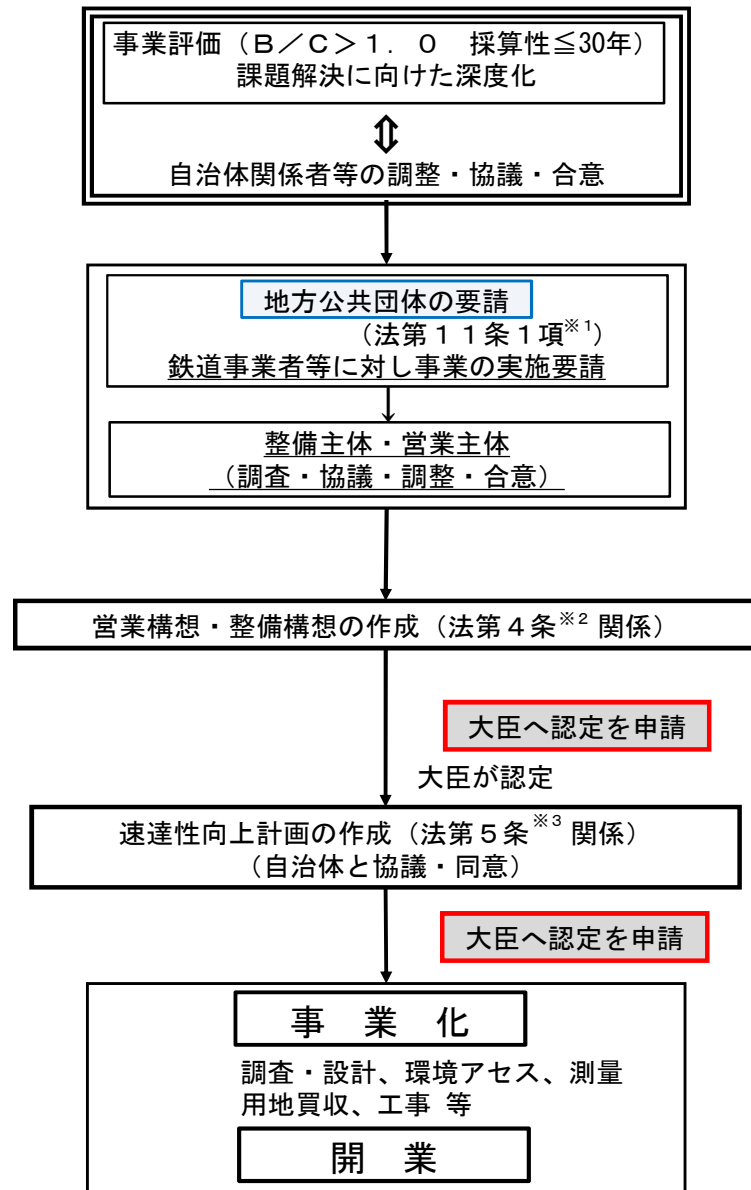 事業評価（Ｂ／Ｃ＞１．０　採算性≦30年）
課題解決に向けた深度化
⇕
自治体関係者等の調整・協議・合意
地方公共団体の要請
（法第１１条１項※１）
鉄道事業者等に対し事業の実施要請
整備主体・営業主体
（調査・協議・調整・合意）
営業構想・整備構想の作成（法第４条※２関係）
大臣へ認定を申請
大臣が認定
速達性向上計画の作成（法第５条※３関係）
（自治体と協議・同意）
大臣へ認定を申請
事　業　化
調査・設計、環境アセス、測量
用地買収、工事 等
開　業